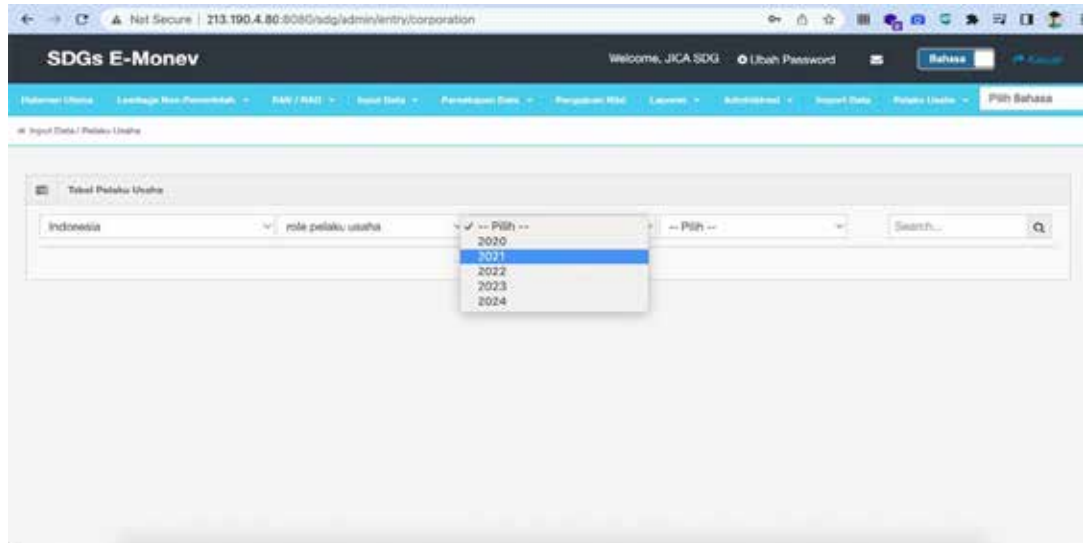 Not Secure | 213.190.4.80:8080/sdg/admin/entry/corporation
SDGs E-Monev
Welcome, JICA SDG Ubah Password Bahasa Keluar
Halaman Utama Lembaga Non Pemerintah RAN / RAD Input Data Persetujuan Data Pengajuan Nilai Laporan Administrasi Import Data Pelaku Usaha Pilih Bahasa
Input Data / Pelaku Usaha
Tabel Pelaku Usaha
Indonesia role pelaku usaha -- Pilih -- -- Pilih -- Search...
2020
2021
2022
2023
2024